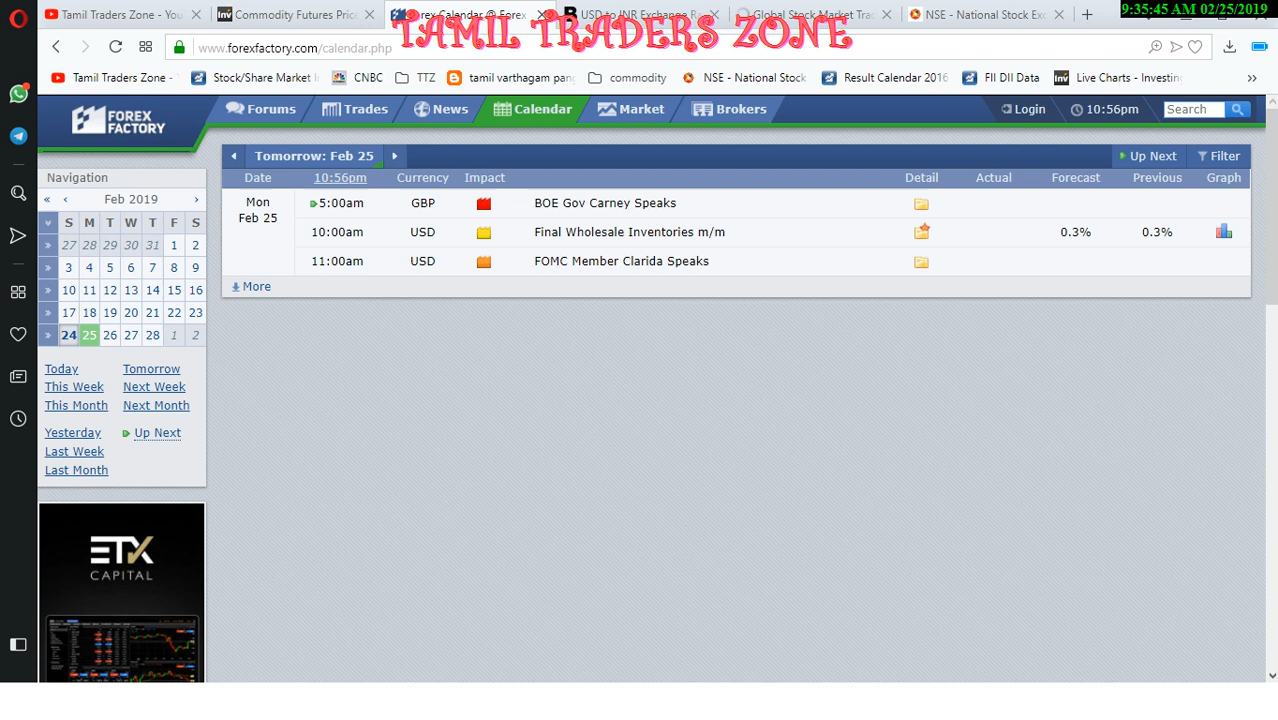 9:35:45 AM 02/25/2019
Tamil Traders Zone - You
Commodity Futures Price
Forex Calendar @ Forex
USD to INR Exchange Ra
Global Stock Market Tra
NSE - National Stock Exc
TAMIL TRADERS ZONE
www.forexfactory.com/calendar.php
Tamil Traders Zone -
Stock/Share Market
CNBC
TTZ
tamil varthagam pan
commodity
NSE - National Stock
Result Calendar 2016
FII DII Data
Live Charts - Investin
FOREX FACTORY
Forums
Trades
News
Calendar
Market
Brokers
Login
10:56pm
Search
Navigation
« ‹ Feb 2019 ›
S M T W T F S
27 28 29 30 31 1 2
3 4 5 6 7 8 9
10 11 12 13 14 15 16
17 18 19 20 21 22 23
24 25 26 27 28 1 2
Today Tomorrow
This Week Next Week
This Month Next Month
Yesterday Up Next
Last Week
Last Month
ETX
CAPITAL
Tomorrow: Feb 25
Up Next
Filter
Date 10:56pm Currency Impact Detail Actual Forecast Previous Graph
Mon
Feb 25
5:00am GBP BOE Gov Carney Speaks
10:00am USD Final Wholesale Inventories m/m 0.3% 0.3%
11:00am USD FOMC Member Clarida Speaks
More